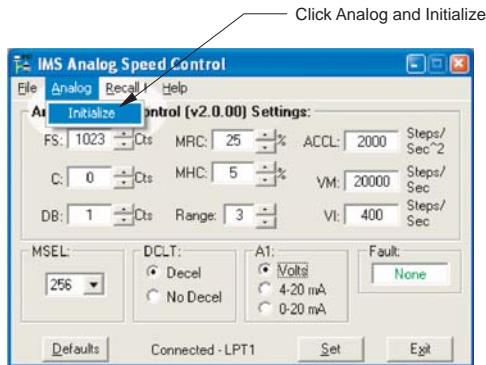 Click Analog and Initialize
IMS Analog Speed Control
File Analog Recall ! Help
Initialize
ntrol (v2.0.00) Settings:
FS: 1023 Cts MRC: 25 % ACCL: 2000 Steps/Sec^2
C: 0 Cts MHC: 5 % VM: 20000 Steps/Sec
DB: 1 Cts Range: 3 VI: 400 Steps/Sec
MSEL: DCLT: A1: Fault:
256 Decel Volts None
No Decel 4-20 mA
0-20 mA
Defaults Connected - LPT1 Set Exit